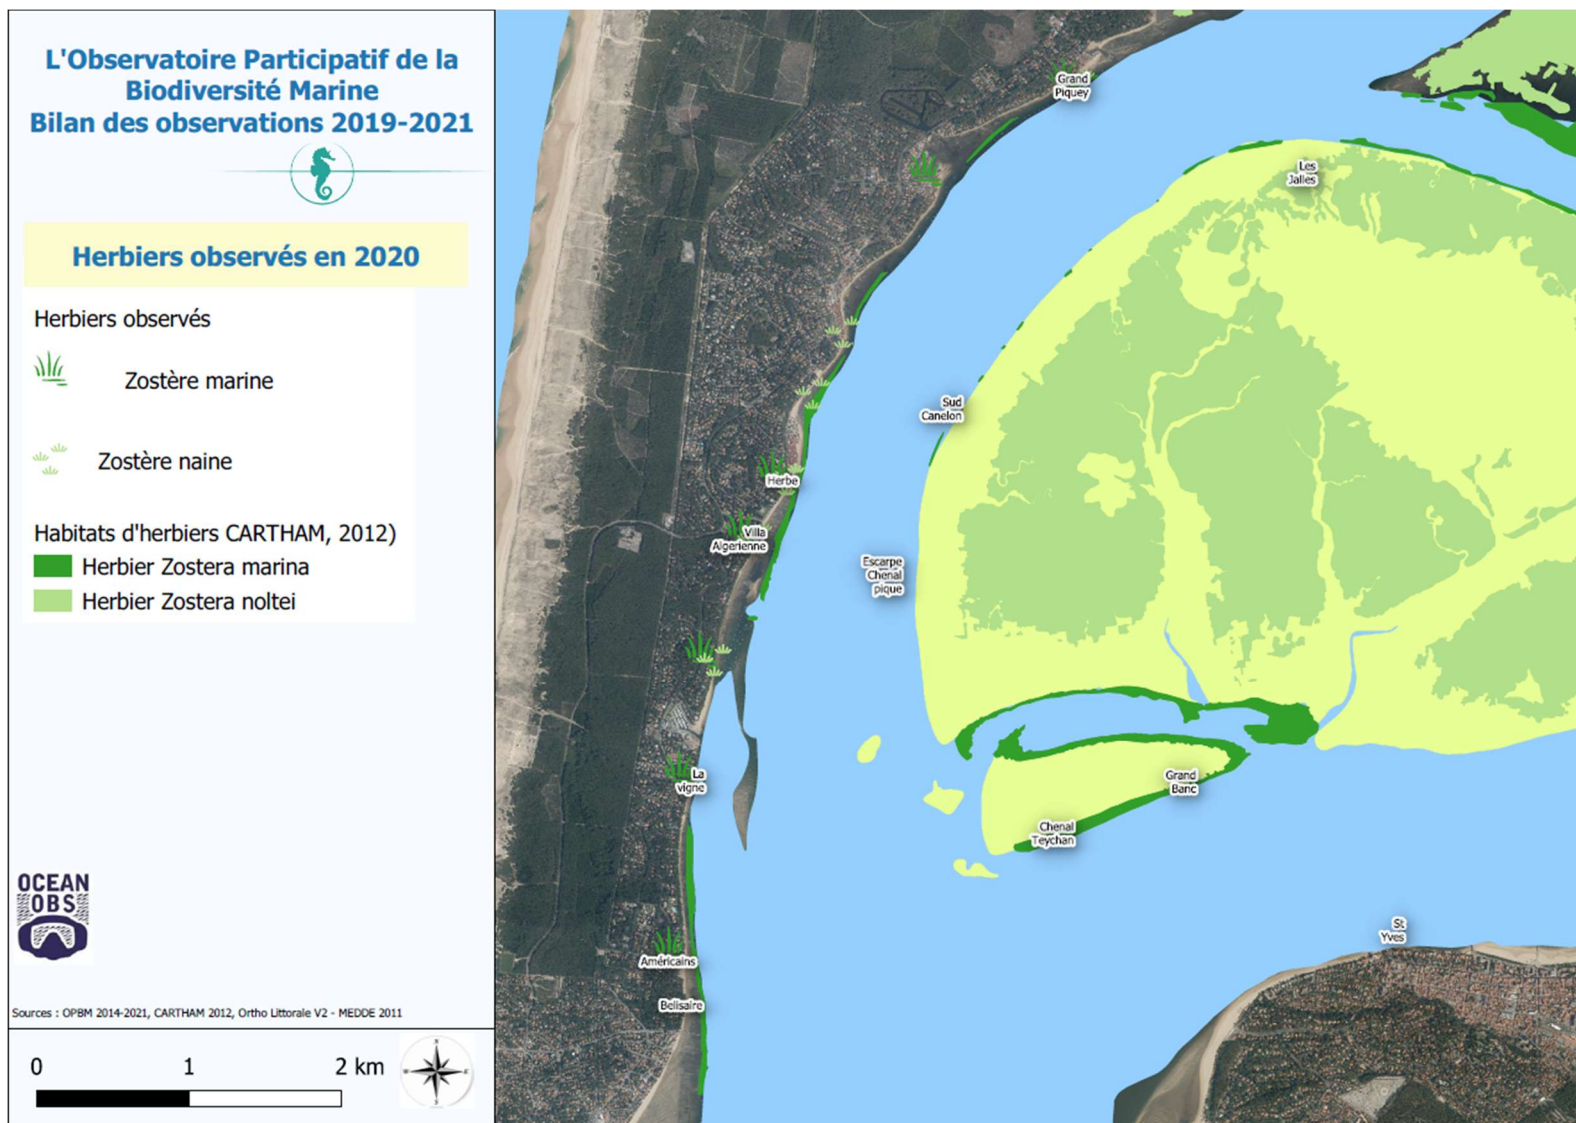 L'Observatoire Participatif de la
Biodiversité Marine
Bilan des observations 2019-2021
Herbiers observés en 2020
Herbiers observés
Zostère marine
Zostère naine
Habitats d'herbiers CARTHAM, 2012)
Herbier Zostera marina
Herbier Zostera noltei
OCEAN
OBS
Sources : OPBM 2014-2021, CARTHAM 2012, Ortho Littorale V2 - MEDDE 2011
0 1 2 km
N
E
S
W
Grand
Piquey
Les
Jalles
Sud
Canelon
Herbe
Villa
Algerienne
Escarpe
Chenal
pique
La
vigne
Grand
Banc
Chenal
Teychan
St
Yves
Américains
Belisaire